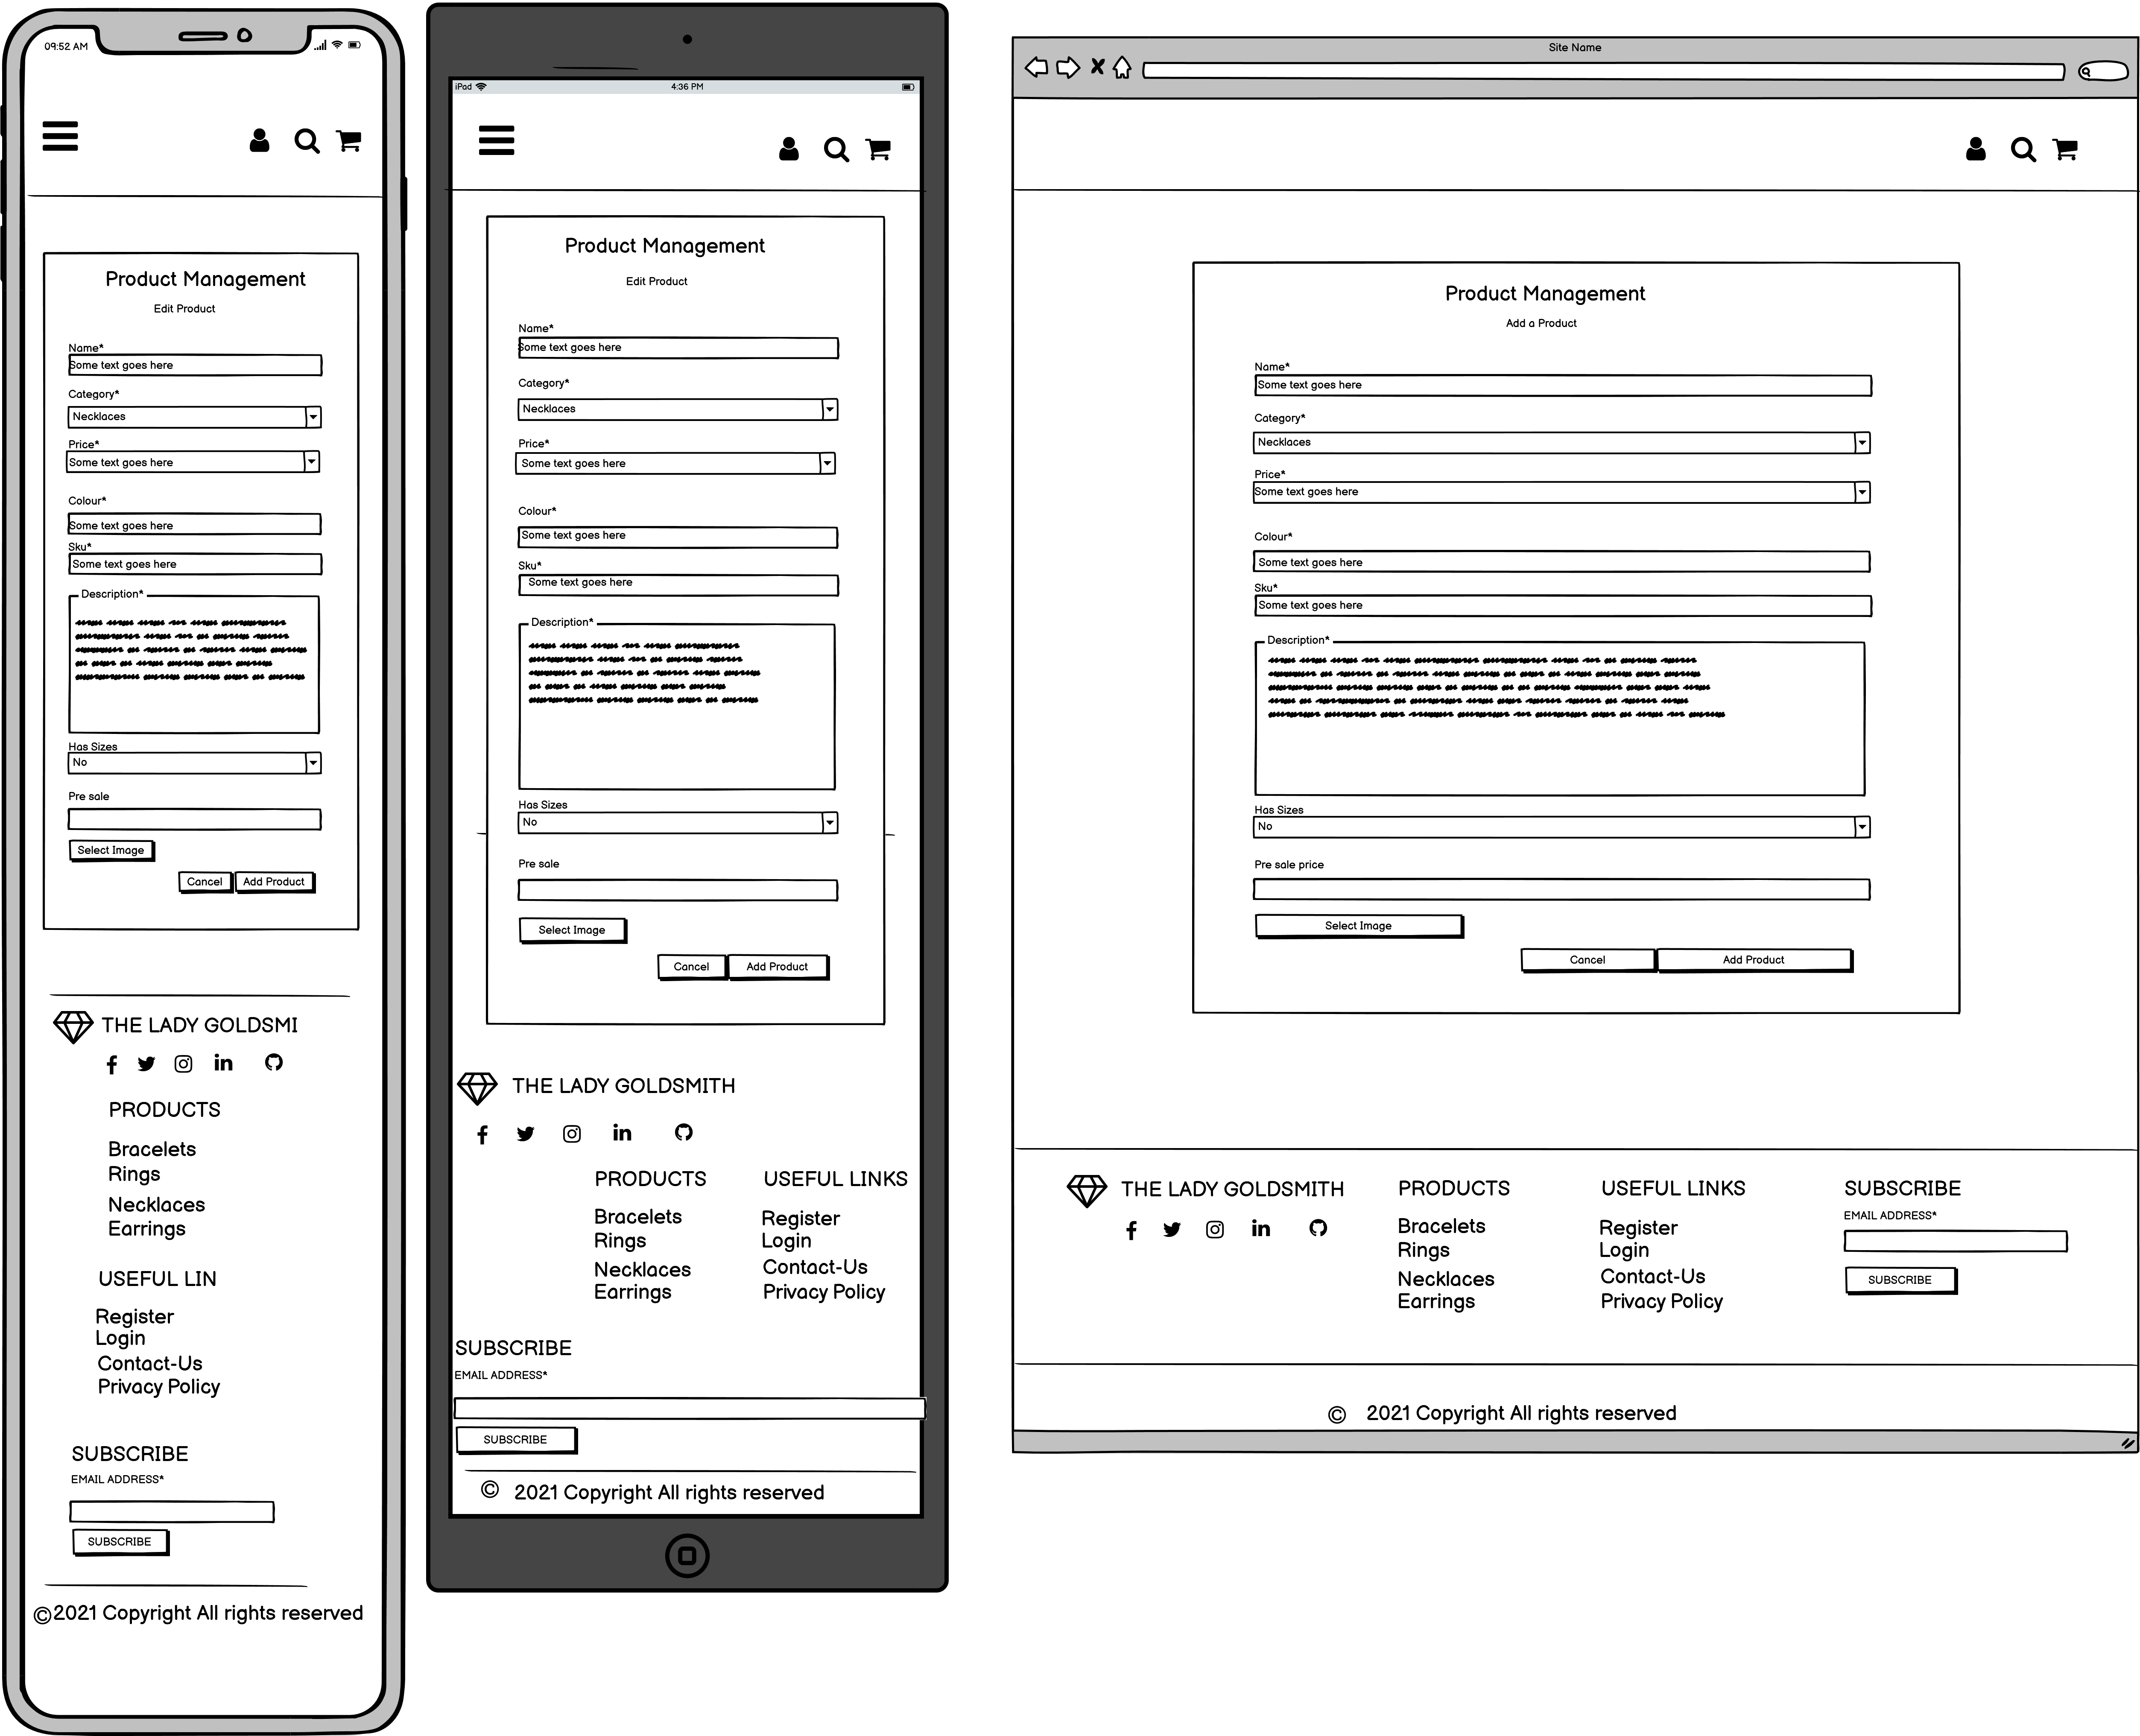 09:52 AM
Product Management
Edit Product
Name*
Some text goes here
Category*
Necklaces
Price*
Some text goes here
Colour*
Some text goes here
Sku*
Some text goes here
Description*
Has Sizes
No
Pre sale
Select Image
Cancel
Add Product
THE LADY GOLDSMI
PRODUCTS
Bracelets
Rings
Necklaces
Earrings
USEFUL LIN
Register
Login
Contact-Us
Privacy Policy
SUBSCRIBE
EMAIL ADDRESS*
SUBSCRIBE
©2021 Copyright All rights reserved
iPad
4:36 PM
Product Management
Edit Product
Name*
Some text goes here
Category*
Necklaces
Price*
Some text goes here
Colour*
Some text goes here
Sku*
Some text goes here
Description*
Has Sizes
No
Pre sale
Select Image
Cancel
Add Product
THE LADY GOLDSMITH
PRODUCTS
Bracelets
Rings
Necklaces
Earrings
USEFUL LINKS
Register
Login
Contact-Us
Privacy Policy
SUBSCRIBE
EMAIL ADDRESS*
SUBSCRIBE
© 2021 Copyright All rights reserved
Site Name
Product Management
Add a Product
Name*
Some text goes here
Category*
Necklaces
Price*
Some text goes here
Colour*
Some text goes here
Sku*
Some text goes here
Description*
Has Sizes
No
Pre sale price
Select Image
Cancel
Add Product
THE LADY GOLDSMITH
PRODUCTS
Bracelets
Rings
Necklaces
Earrings
USEFUL LINKS
Register
Login
Contact-Us
Privacy Policy
SUBSCRIBE
EMAIL ADDRESS*
SUBSCRIBE
© 2021 Copyright All rights reserved